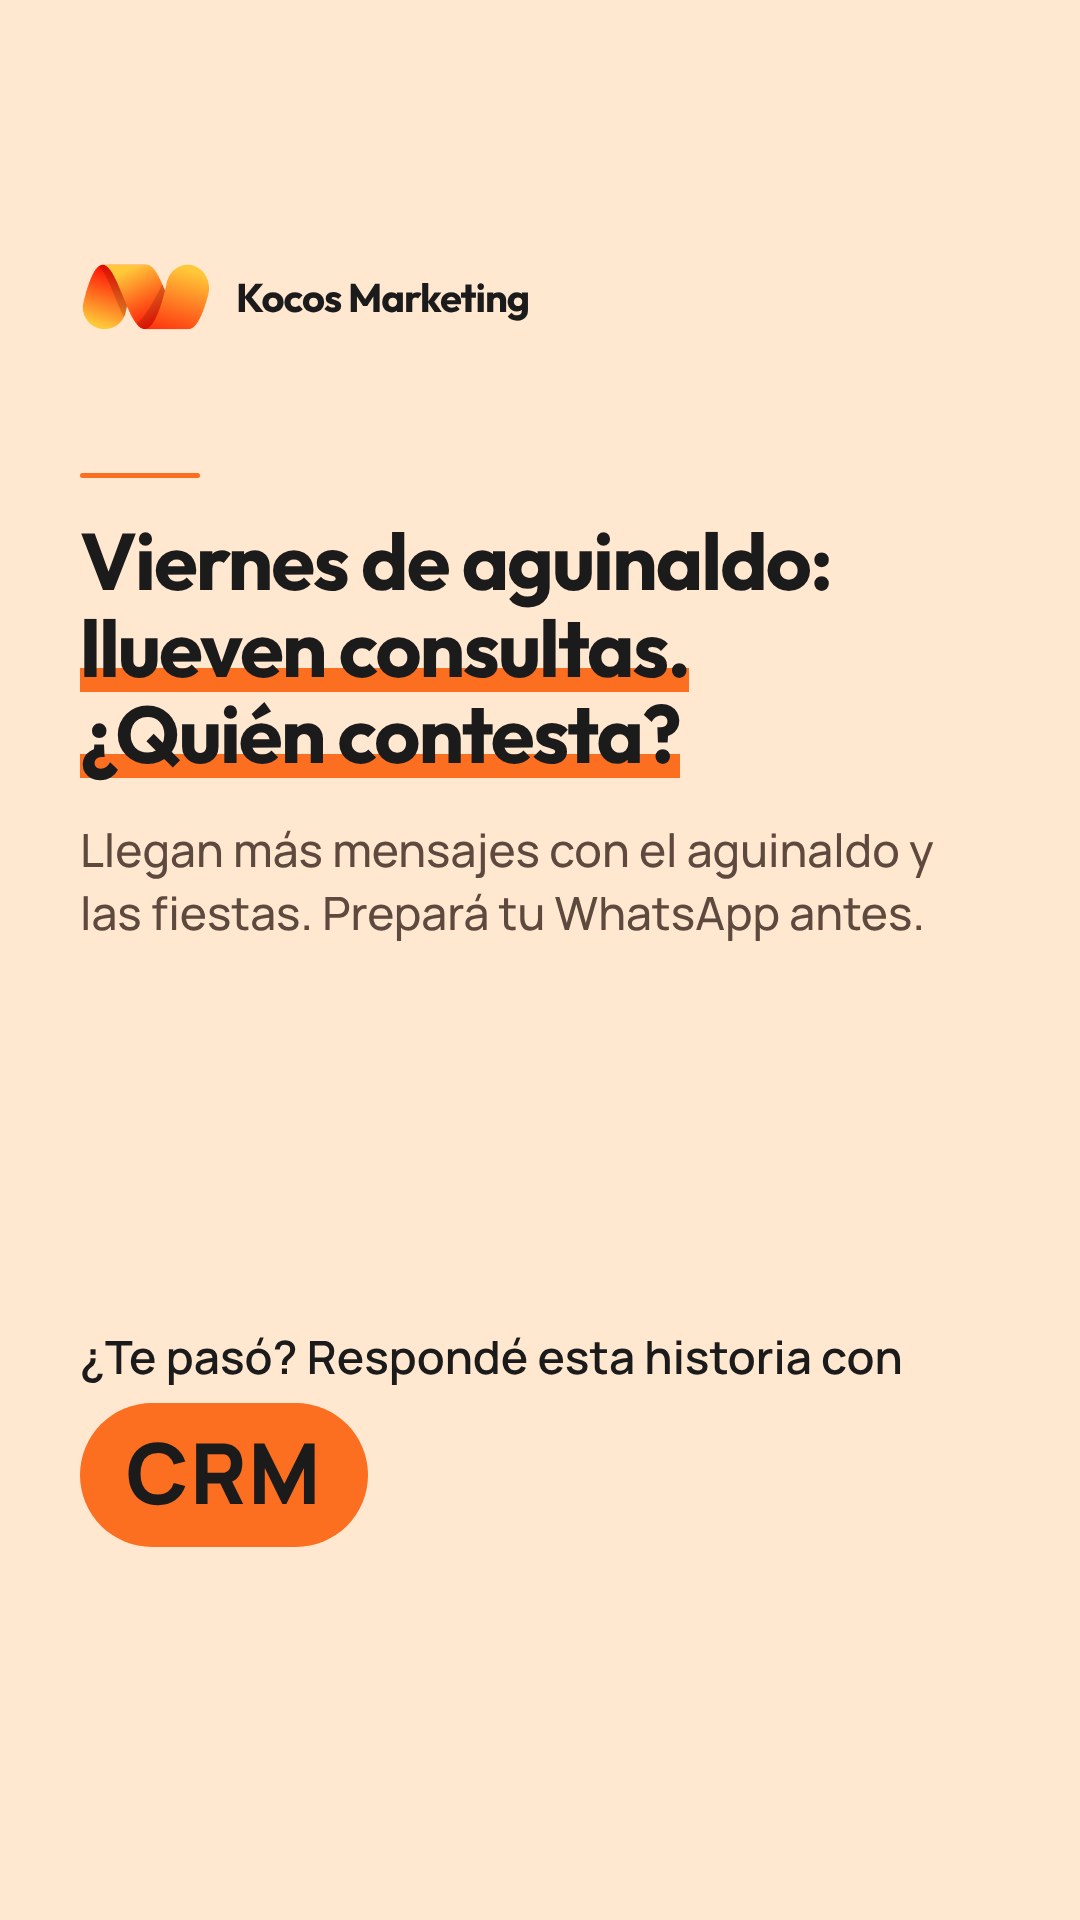 Kocos Marketing
Viernes de aguinaldo:
llueven consultas.
¿Quién contesta?
Llegan más mensajes con el aguinaldo y
las fiestas. Prepará tu WhatsApp antes.
¿Te pasó? Respondé esta historia con
CRM